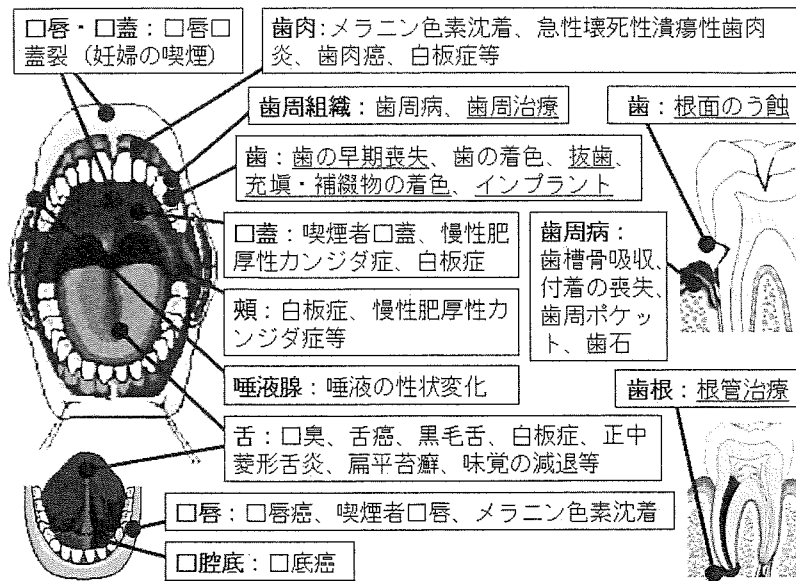 口唇・口蓋：口唇口
蓋裂（妊婦の喫煙）
歯肉：メラニン色素沈着、急性壊死性潰瘍性歯肉
炎、歯肉癌、白板症等
歯周組織：歯周病、歯周治療
歯：根面のう蝕
歯：歯の早期喪失、歯の着色、抜歯、
充塡・補綴物の着色、インプラント
口蓋：喫煙者口蓋、慢性肥
厚性カンジダ症、白板症
歯周病：
歯槽骨吸収、
付着の喪失、
歯周ポケッ
ト、歯石
頰：白板症、慢性肥厚性カ
ンジダ症等
唾液腺：唾液の性状変化
歯根：根管治療
舌：口臭、舌癌、黒毛舌、白板症、正中
菱形舌炎、扁平苔癬、味覚の減退等
口唇：口唇癌、喫煙者口唇、メラニン色素沈着
口腔底：口底癌